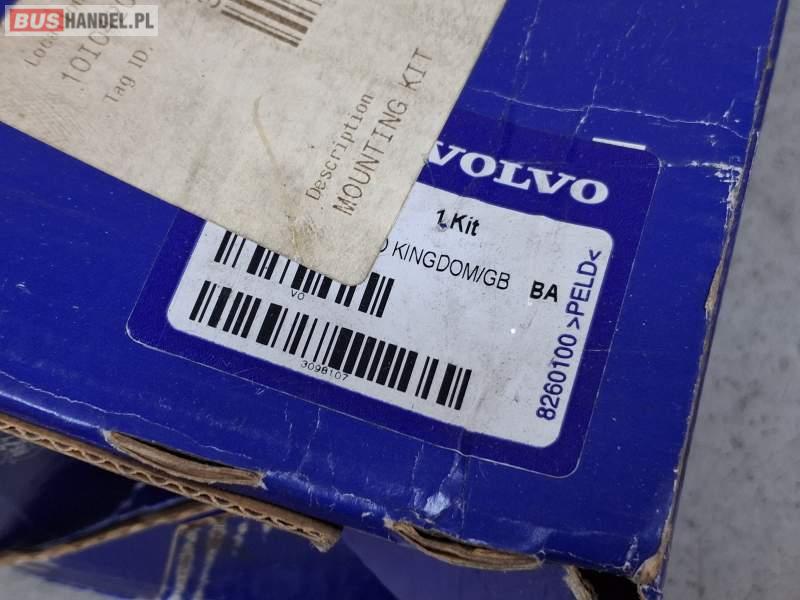 BUSHANDEL.PL
Tag ID.
Description
MOUNTING KIT
VOLVO
1 Kit
KINGDOM/GB BA
VO
3098107
8260100 >PELD<